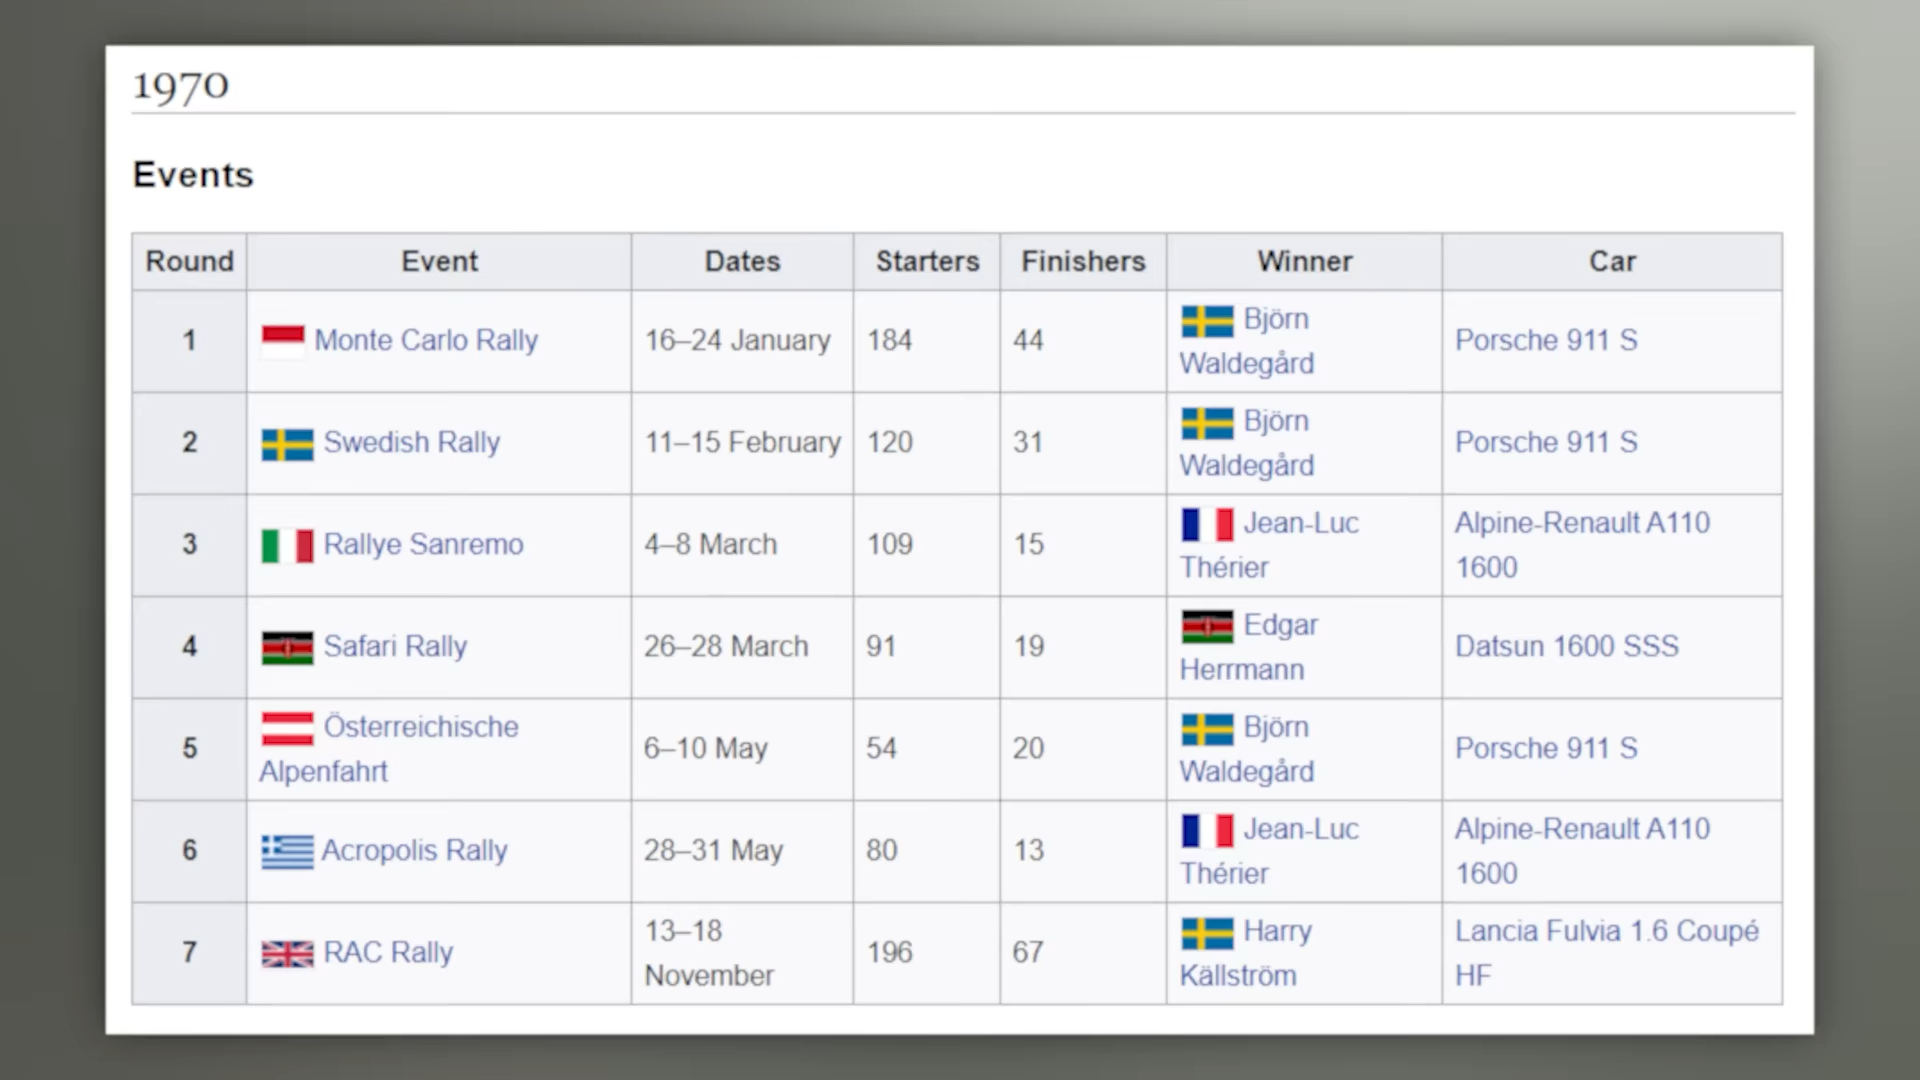 1970
Events
Round Event Dates Starters Finishers Winner Car
1 Monte Carlo Rally 16–24 January 184 44 Björn Waldegård Porsche 911 S
2 Swedish Rally 11–15 February 120 31 Björn Waldegård Porsche 911 S
3 Rallye Sanremo 4–8 March 109 15 Jean-Luc Thérier Alpine-Renault A110 1600
4 Safari Rally 26–28 March 91 19 Edgar Herrmann Datsun 1600 SSS
5 Österreichische Alpenfahrt 6–10 May 54 20 Björn Waldegård Porsche 911 S
6 Acropolis Rally 28–31 May 80 13 Jean-Luc Thérier Alpine-Renault A110 1600
7 RAC Rally 13–18 November 196 67 Harry Källström Lancia Fulvia 1.6 Coupé HF